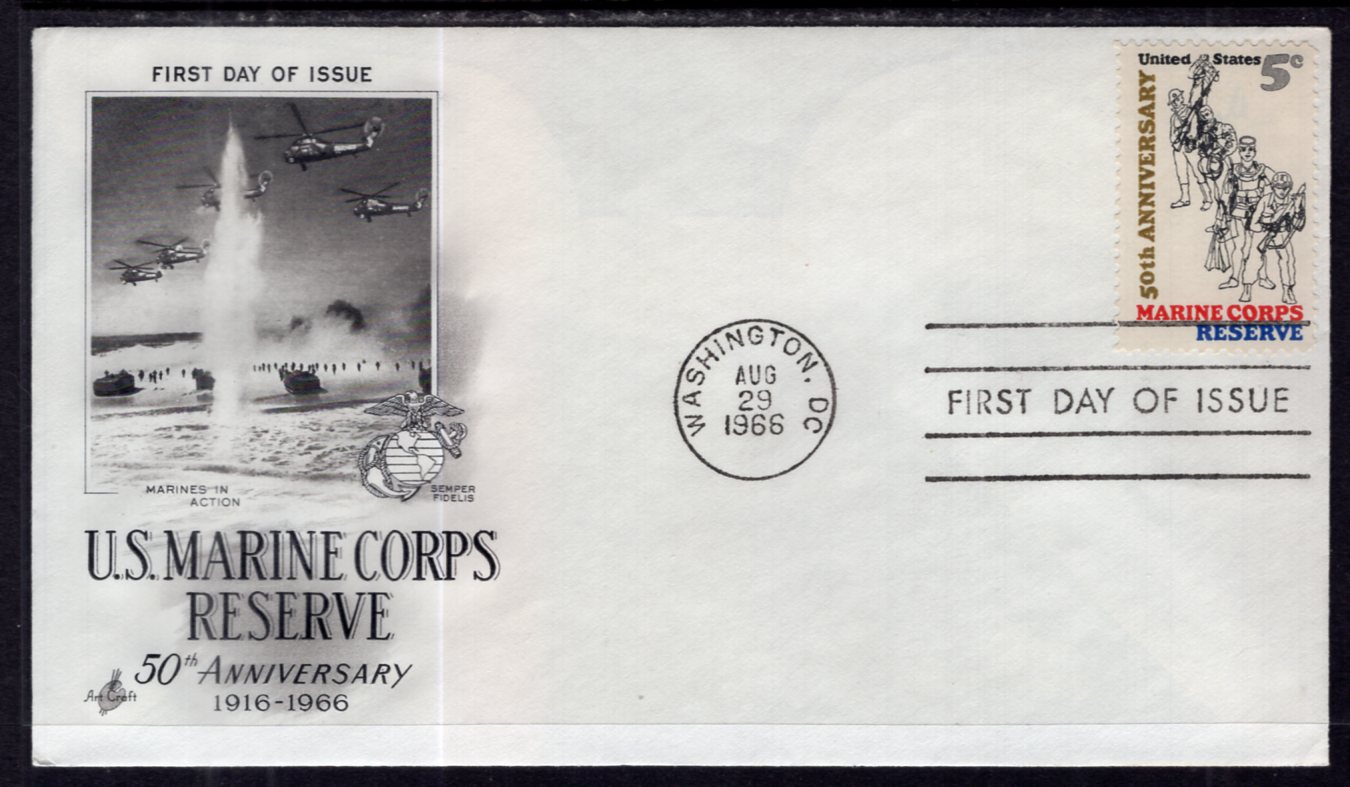 FIRST DAY OF ISSUE
MARINES IN
ACTION
SEMPER
FIDELIS
U.S. MARINE CORPS
RESERVE
50th ANNIVERSARY
1916-1966
Art Craft
WASHINGTON, DC
AUG
29
1966
United States 5c
50th ANNIVERSARY
MARINE CORPS
RESERVE
FIRST DAY OF ISSUE